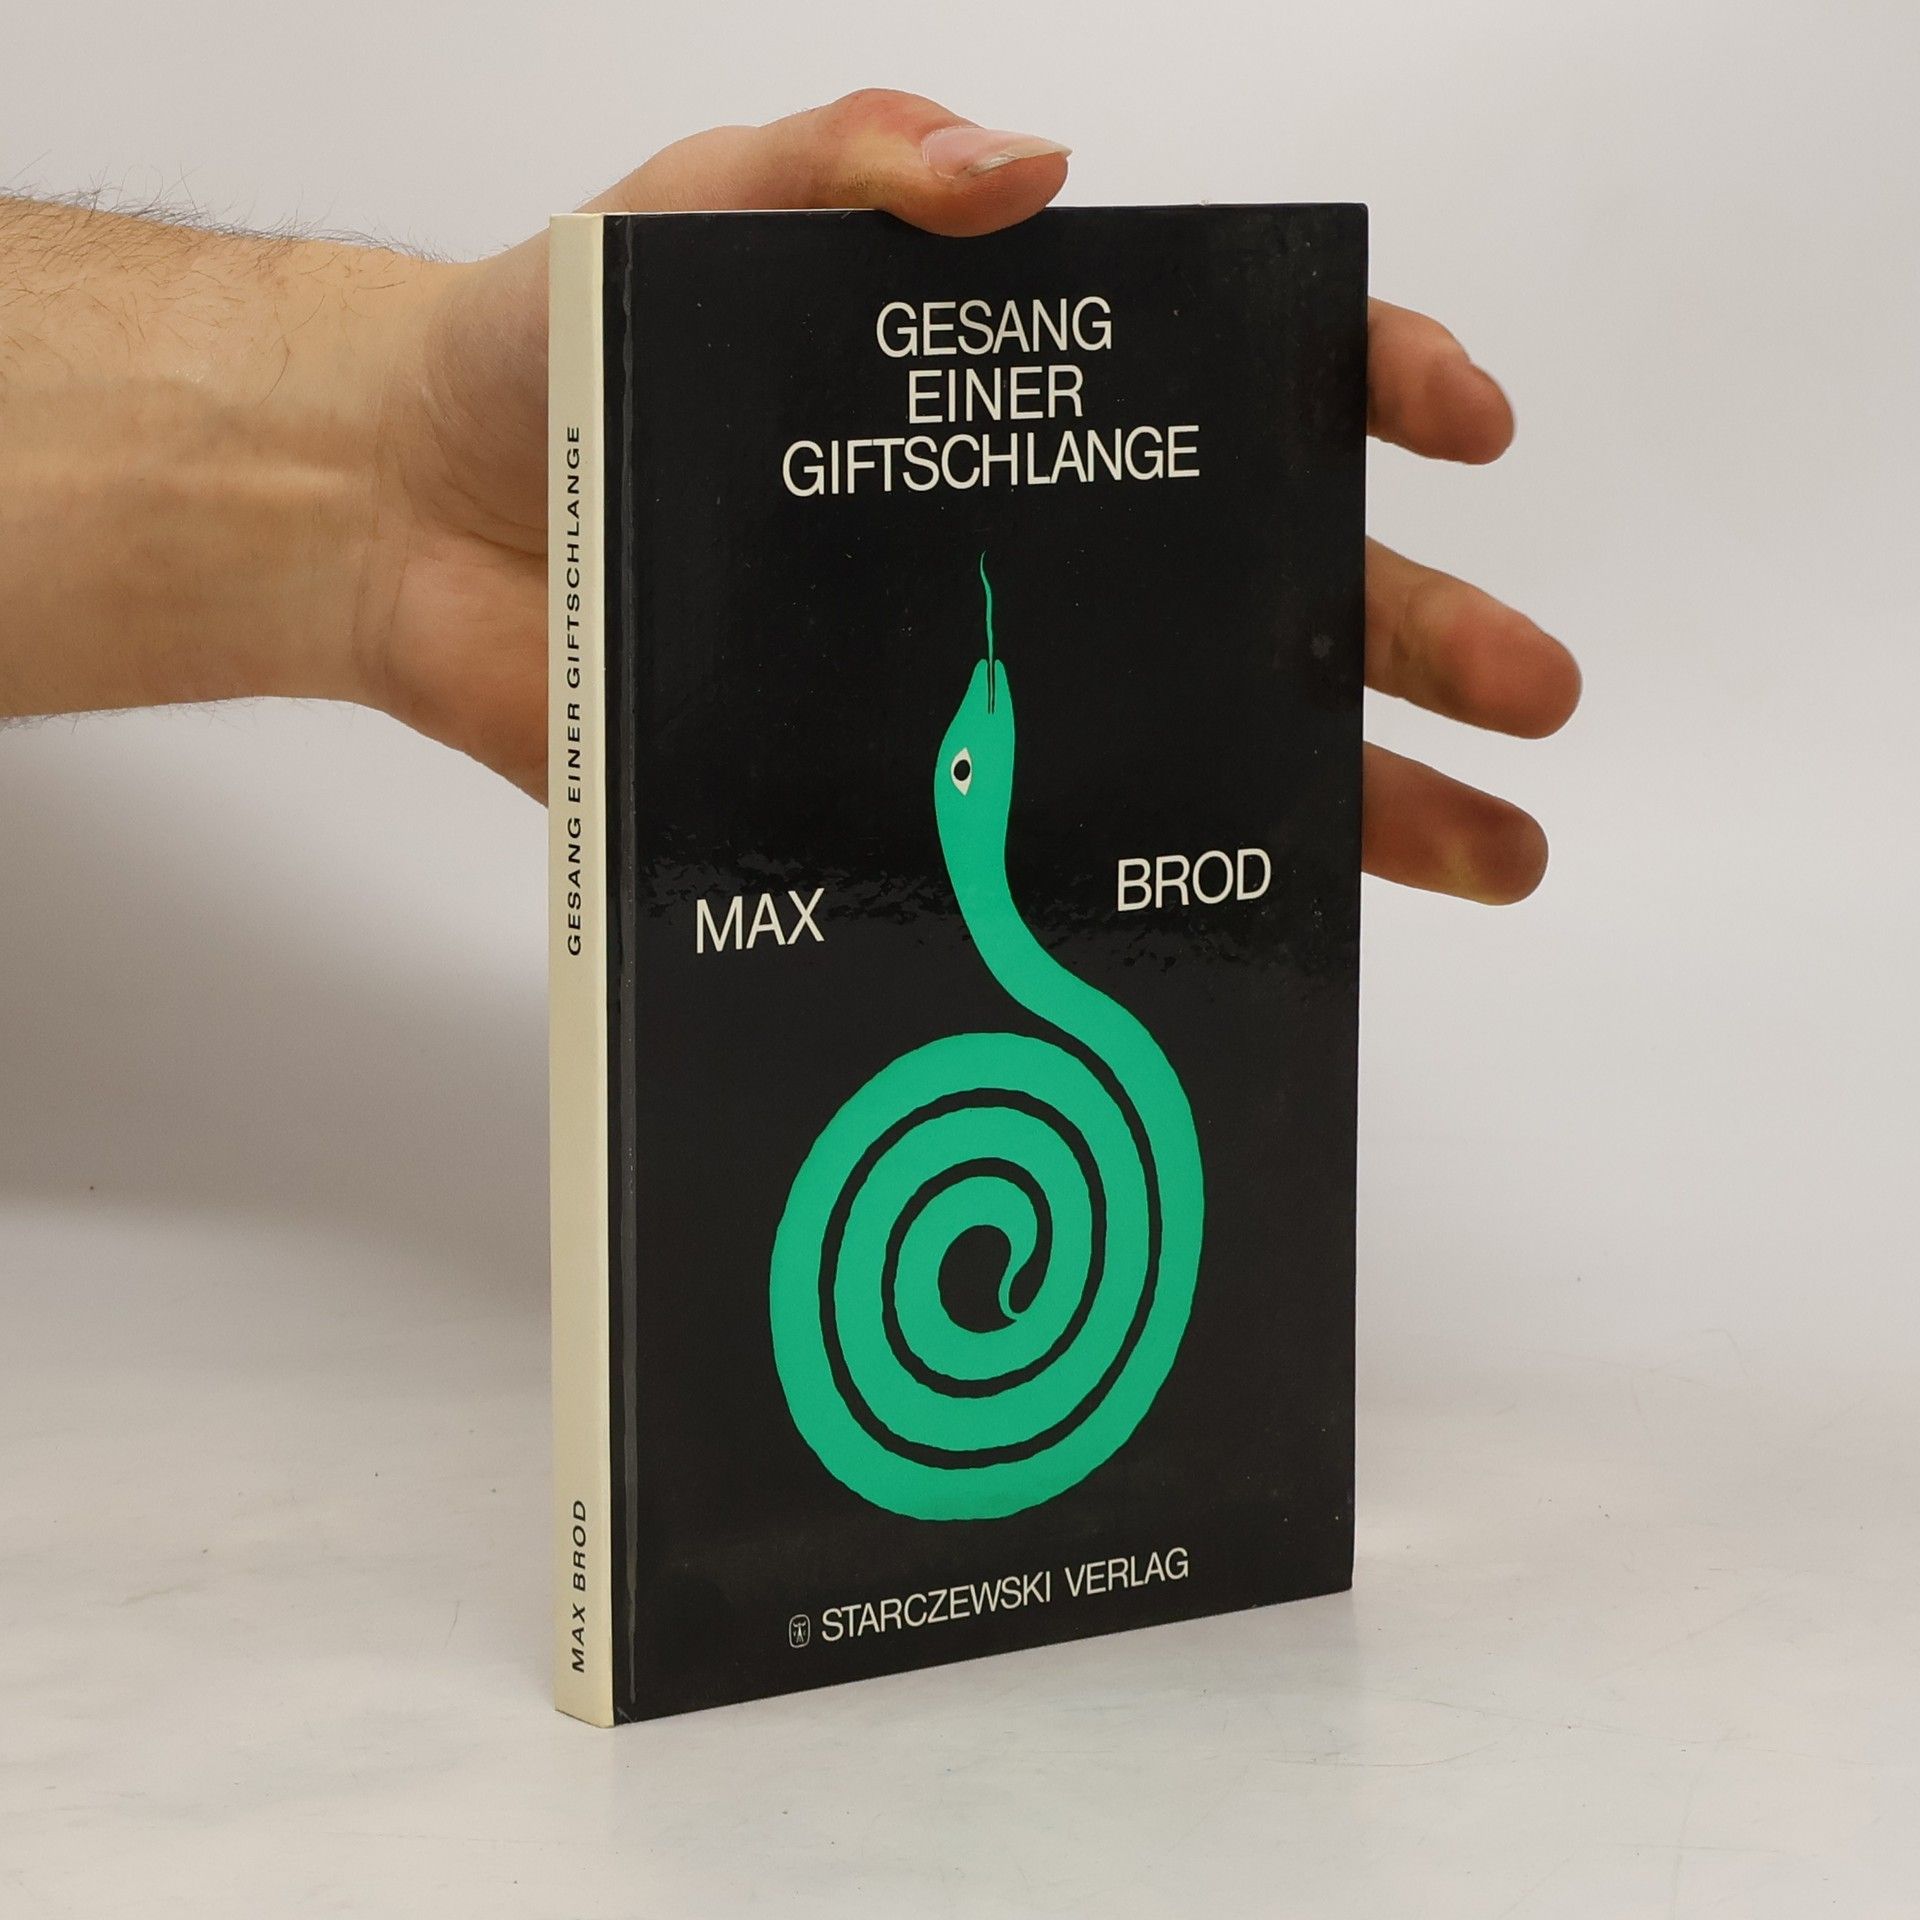 GESANG
EINER
GIFTSCHLANGE
MAX BROD
STARCZEWSKI VERLAG
GESANG EINER GIFTSCHLANGE
MAX BROD